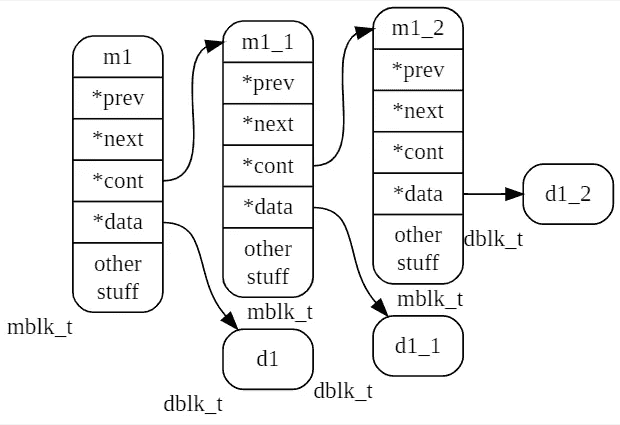 m1
*prev
*next
*cont
*data
other
stuff
mblk_t
m1_1
*prev
*next
*cont
*data
other
stuff
mblk_t
m1_2
*prev
*next
*cont
*data
other
stuff
mblk_t
d1
dblk_t
d1_1
dblk_t
d1_2
dblk_t